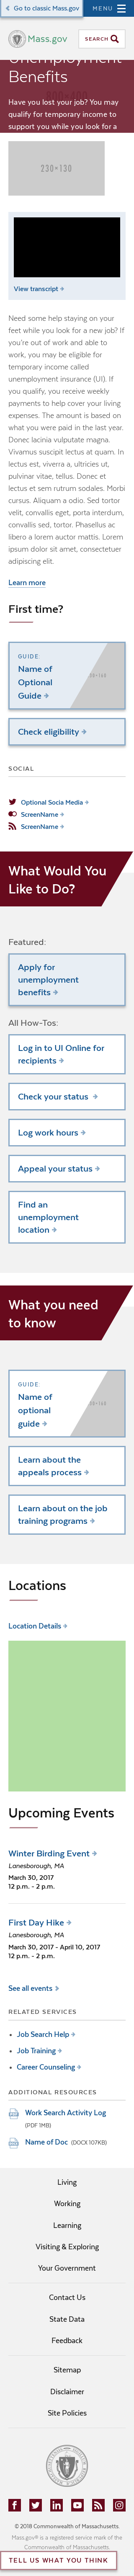 Go to classic Mass.gov
MENU
Mass.gov
SEARCH
Unemployment
Benefits
Have you lost your job? You may
qualify for temporary income to
support you while you look for a
230×130
View transcript
Need some help staying on your
feet while you look for a new job? If
you're out of work and able to
work, you may be eligible for
temporary income called
unemployment insurance (UI). If
you qualify, you may be eligible to
receive weekly payments meant to
help cover you until you find your
next job. The amount is based on
what you were paid in the last year.
Donec lacinia vulputate magna.
Vivamus suscipit lectus at quam. In
lectus est, viverra a, ultricies ut,
pulvinar vitae, tellus. Donec et
lectus et sem rutrum sodales. Morbi
cursus. Aliquam a odio. Sed tortor
velit, convallis eget, porta interdum,
convallis sed, tortor. Phasellus ac
libero a lorem auctor mattis. Lorem
ipsum dolor sit amet, consectetuer
adipiscing elit.
Learn more
First time?
GUIDE:
Name of
Optional
Guide
Check eligibility
SOCIAL
Optional Socia Media
ScreenName
ScreenName
What Would You
Like to Do?
Featured:
Apply for
unemployment
benefits
All How-Tos:
Log in to UI Online for
recipients
Check your status
Log work hours
Appeal your status
Find an
unemployment
location
What you need
to know
GUIDE:
Name of
optional
guide
Learn about the
appeals process
Learn about on the job
training programs
Locations
Location Details
Upcoming Events
Winter Birding Event
Lanesborough, MA
March 30, 2017
12 p.m. - 2 p.m.
First Day Hike
Lanesborough, MA
March 30, 2017 - April 10, 2017
12 p.m. - 2 p.m.
See all events
RELATED SERVICES
• Job Search Help
• Job Training
• Career Counseling
ADDITIONAL RESOURCES
Work Search Activity Log
(PDF 1MB)
Name of Doc (DOCX 107KB)
Living
Working
Learning
Visiting & Exploring
Your Government
Contact Us
State Data
Feedback
Sitemap
Disclaimer
Site Policies
© 2018 Commonwealth of Massachusetts.
Mass.gov® is a registered service mark of the
Commonwealth of Massachusetts
TELL US WHAT YOU THINK